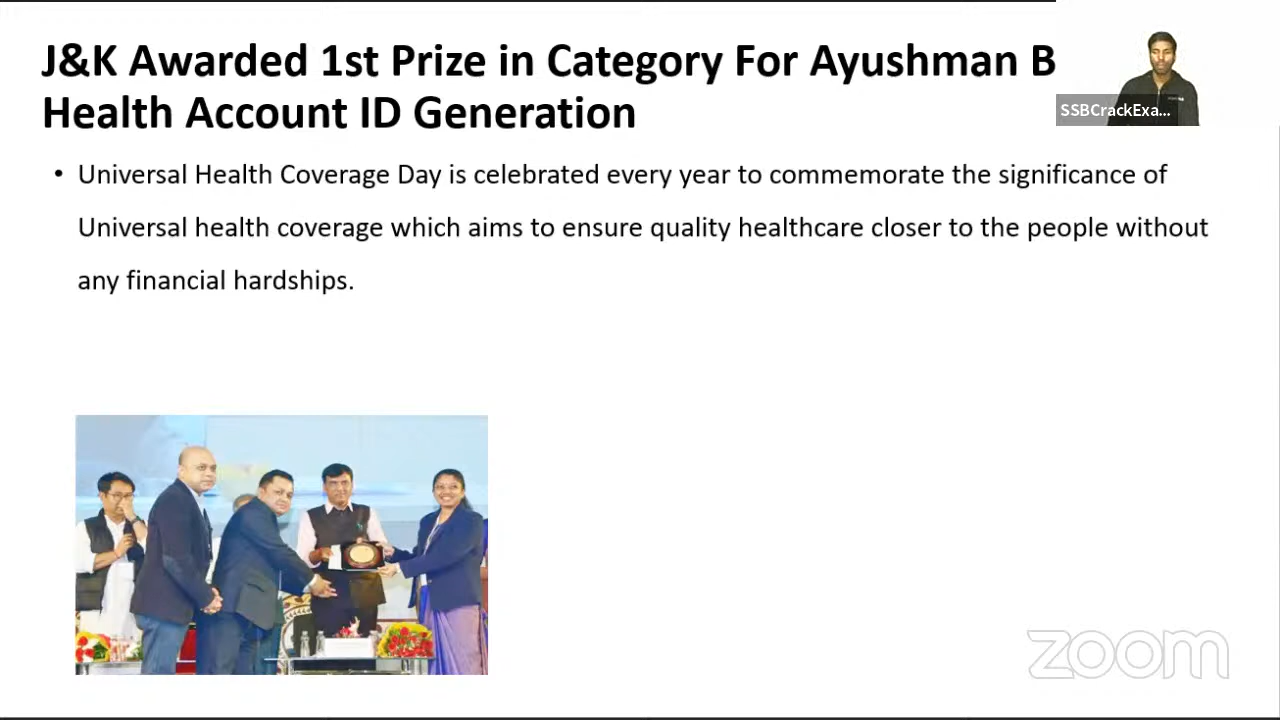 J&K Awarded 1st Prize in Category For Ayushman B
Health Account ID Generation
SSBCrackExa...
• Universal Health Coverage Day is celebrated every year to commemorate the significance of
Universal health coverage which aims to ensure quality healthcare closer to the people without
any financial hardships.
zoom